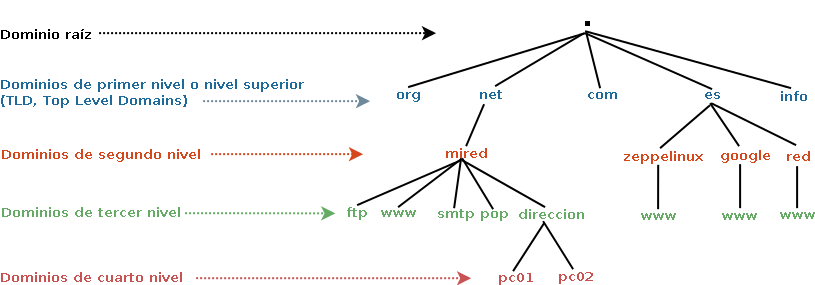 .
Dominio raíz
Dominios de primer nivel o nivel superior
(TLD, Top Level Domains)
org net com es info
Dominios de segundo nivel
mired zeppelinux google red
Dominios de tercer nivel
ftp www smtp pop direccion www www www
Dominios de cuarto nivel
pc01 pc02